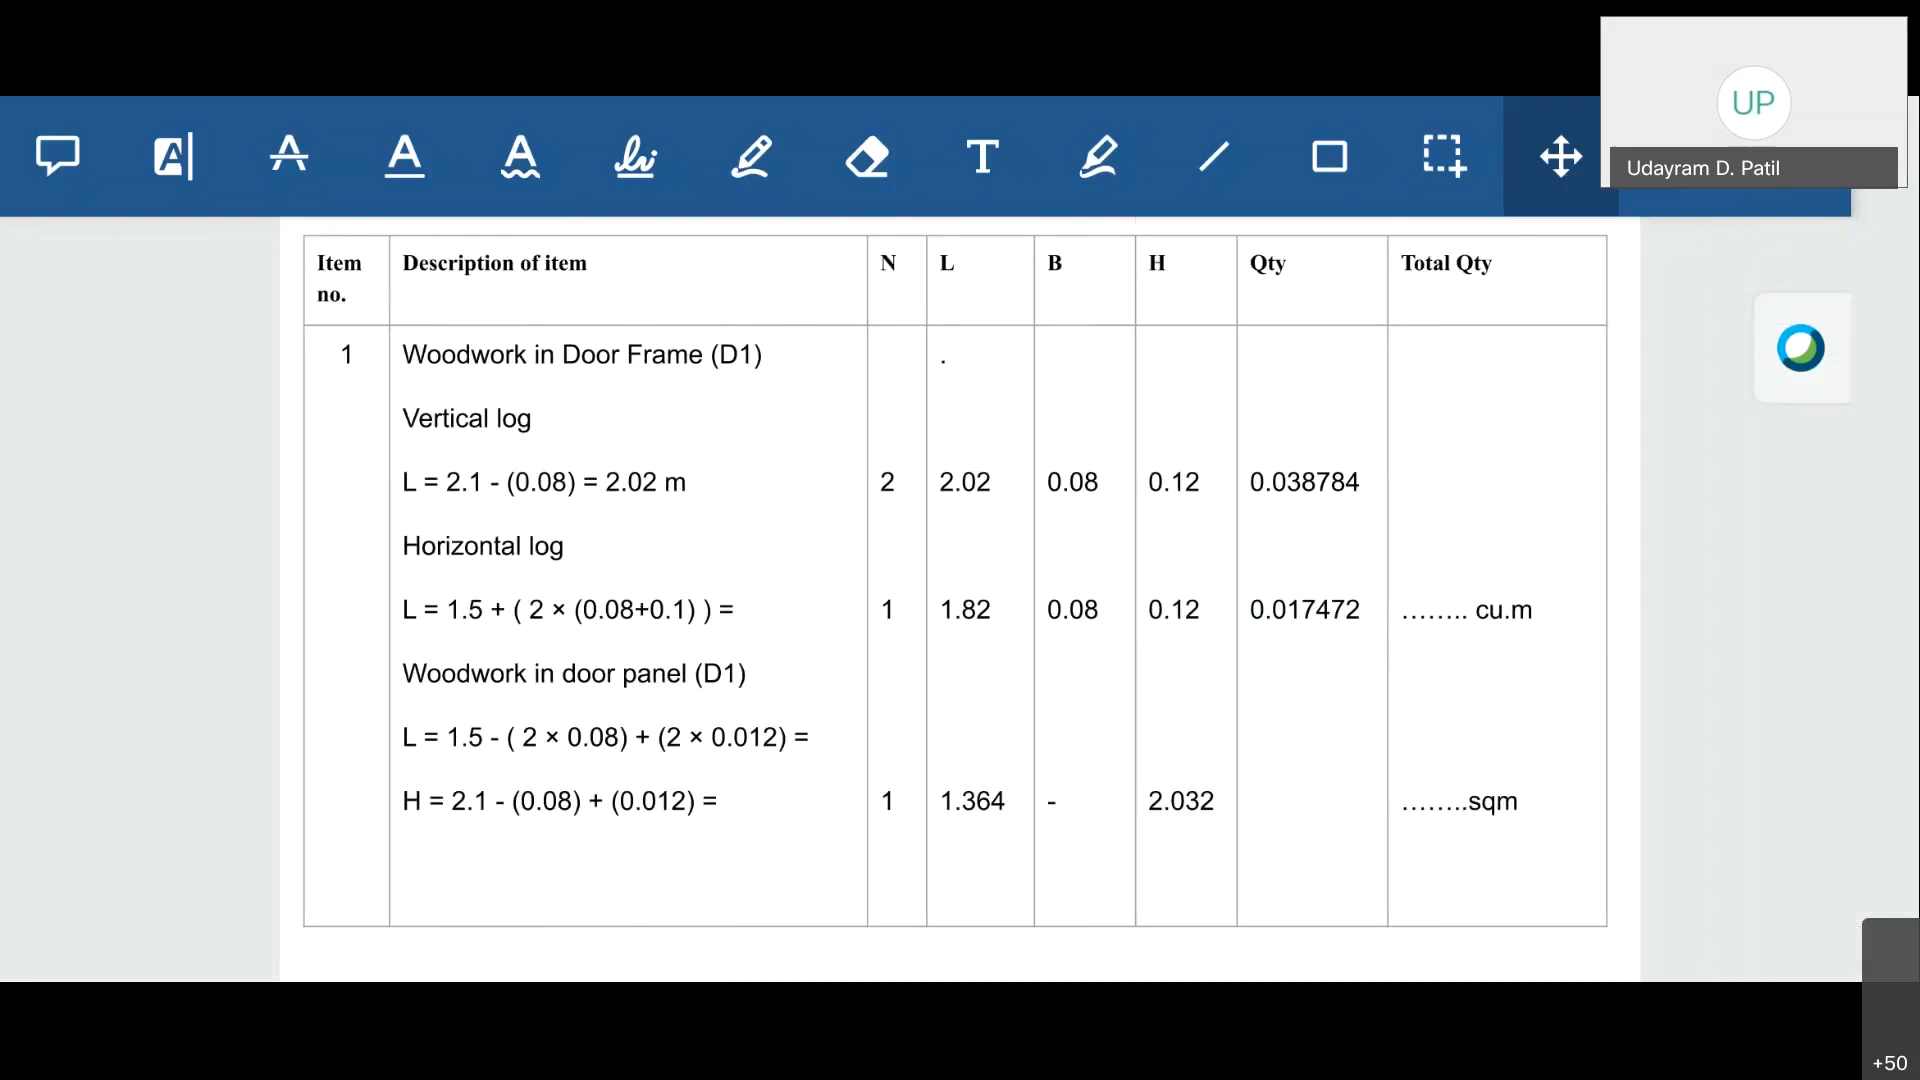 UP
Udayram D. Patil
Item no. Description of item N L B H Qty Total Qty
1 Woodwork in Door Frame (D1) .
Vertical log
L = 2.1 - (0.08) = 2.02 m 2 2.02 0.08 0.12 0.038784
Horizontal log
L = 1.5 + ( 2 × (0.08+0.1) ) = 1 1.82 0.08 0.12 0.017472 …….. cu.m
Woodwork in door panel (D1)
L = 1.5 - ( 2 × 0.08) + (2 × 0.012) =
H = 2.1 - (0.08) + (0.012) = 1 1.364 - 2.032 ……..sqm
+50